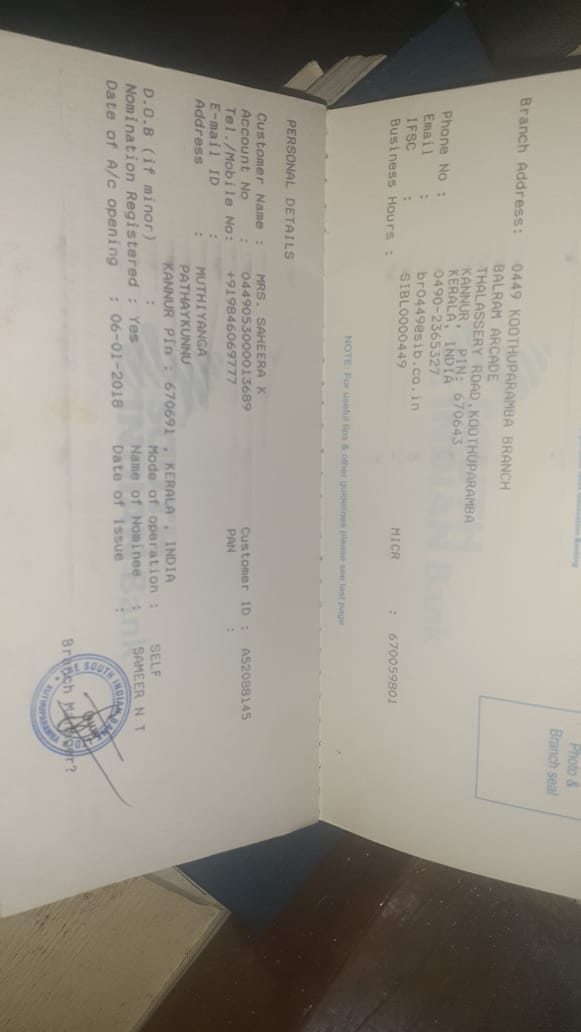 Photo &
Branch seal
Branch Address: 0449 KOOTHUPARAMBA BRANCH
BALRAM ARCADE
THALASSERY ROAD,KOOTHUPARAMBA
KANNUR PIN: 670643
KERALA, INDIA
Phone No : 0490-2365327
Email : br0449@sib.co.in
IFSC : SIBL0000449
Business Hours : MICR : 670059801
NOTE: For useful tips & other guidelines please see last page
PERSONAL DETAILS
Customer Name : MRS. SAHEERA K Customer ID : A52088145
Account No : 0449053000013689 PAN :
Tel./Mobile No: +919846069777
E-mail ID :
Address : MUTHIYANGA
PATHAYKUNNU
KANNUR Pin : 670691 , KERALA , INDIA
D.O.B (if minor) : Mode of operation : SELF
Nomination Registered : Yes Name of Nominee : SAMEER N T
Date of A/c opening : 06-01-2018 Date of Issue :
THE SOUTH INDIAN BANK
Branch Manager?